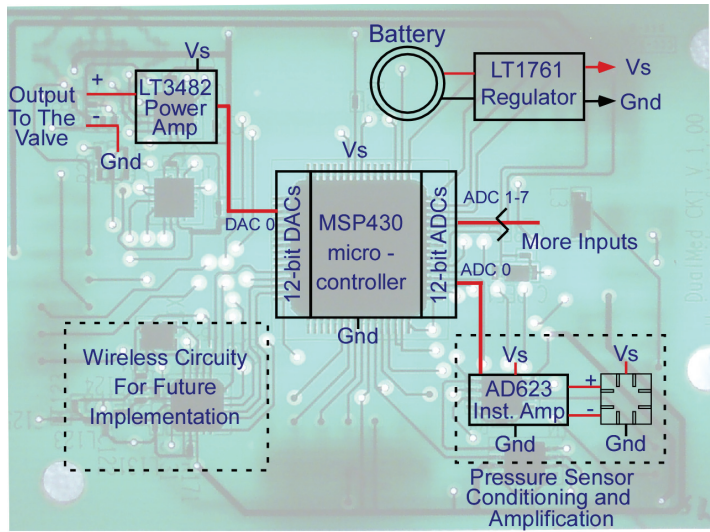 Battery
Vs
LT3482
Power
Amp
+
-
Output
To The
Valve
Gnd
LT1761
Regulator
Vs
Gnd
Vs
DAC 0
12-bit DACs
MSP430
micro -
controller
12-bit ADCs
ADC 1-7
More Inputs
ADC 0
Gnd
Wireless Circuity
For Future
Implementation
Vs
AD623
Inst. Amp
Gnd
+
-
Vs
Gnd
Pressure Sensor
Conditioning and
Amplification